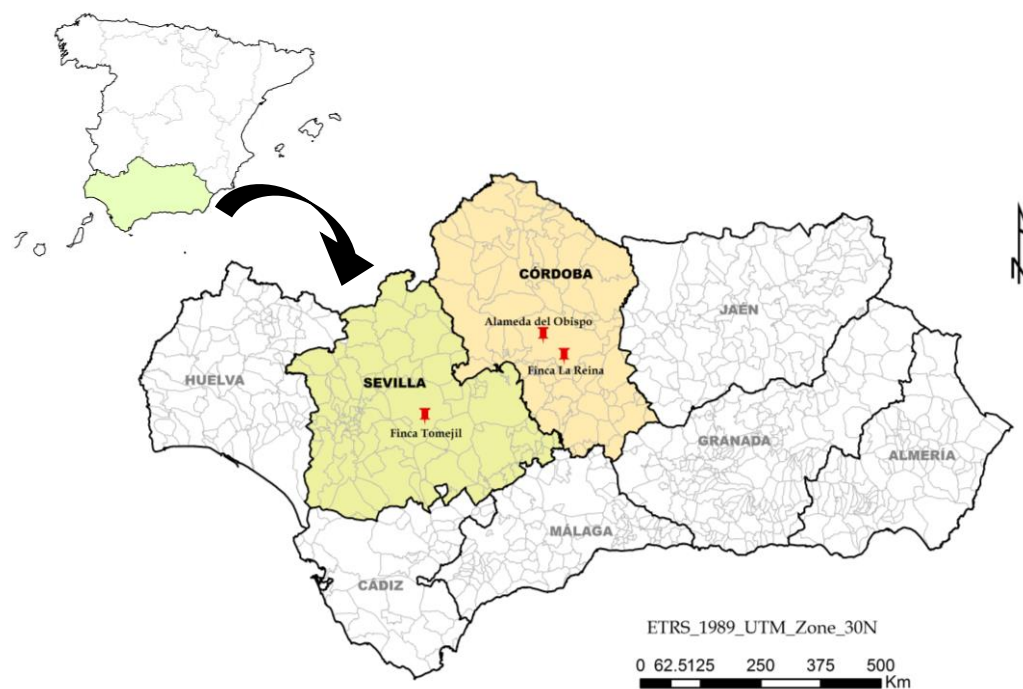 CÓRDOBA
Alameda del Obispo
JAÉN
Finca La Reina
HUELVA
SEVILLA
Finca Tomejil
GRANADA
ALMERÍA
MÁLAGA
CÁDIZ
N
ETRS_1989_UTM_Zone_30N
0 62.5125 250 375 500
Km